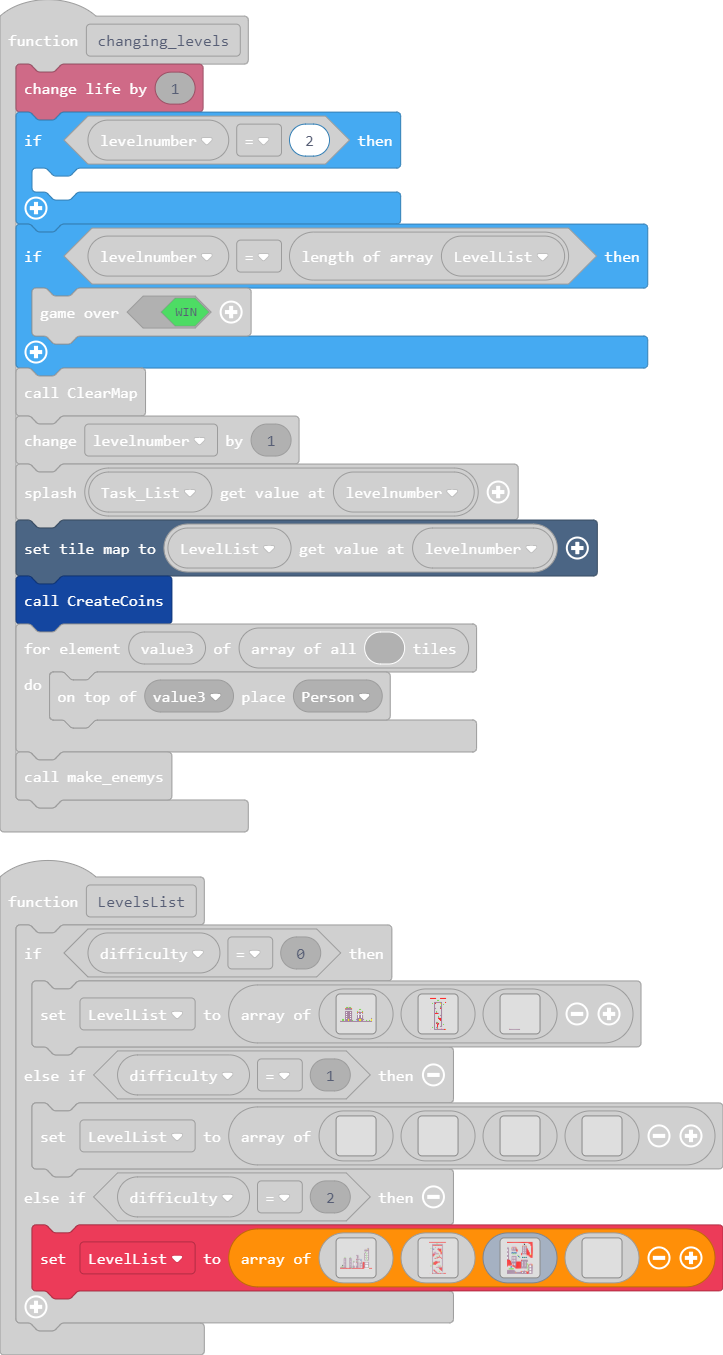 function changing_levels
change life by 1
if levelnumber = 2 then
if levelnumber = length of array LevelList then
game over WIN
call ClearMap
change levelnumber by 1
splash Task_List get value at levelnumber
set tile map to LevelList get value at levelnumber
call CreateCoins
for element value3 of array of all tiles
do
on top of value3 place Person
call make_enemys
function LevelsList
if difficulty = 0 then
set LevelList to array of
else if difficulty = 1 then
set LevelList to array of
else if difficulty = 2 then
set LevelList to array of